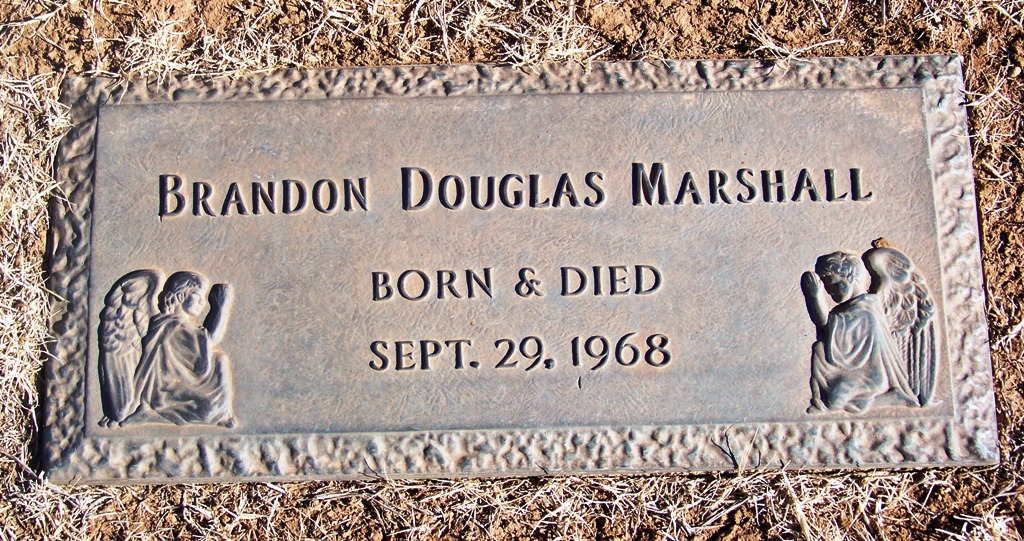 BRANDON DOUGLAS MARSHALL
BORN & DIED
SEPT. 29, 1968